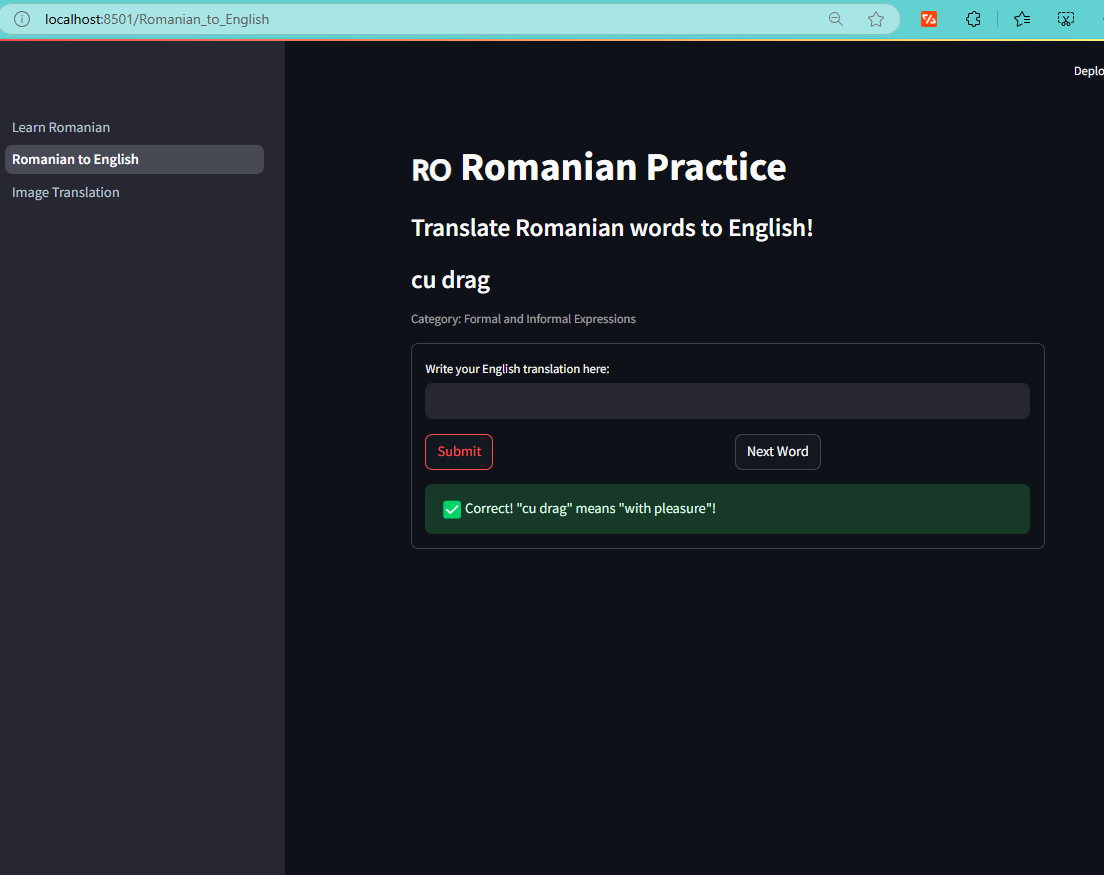 localhost:8501/Romanian_to_English
Deplo
Learn Romanian
Romanian to English
Image Translation
RO Romanian Practice
Translate Romanian words to English!
cu drag
Category: Formal and Informal Expressions
Write your English translation here:
Submit
Next Word
✅ Correct! "cu drag" means "with pleasure"!